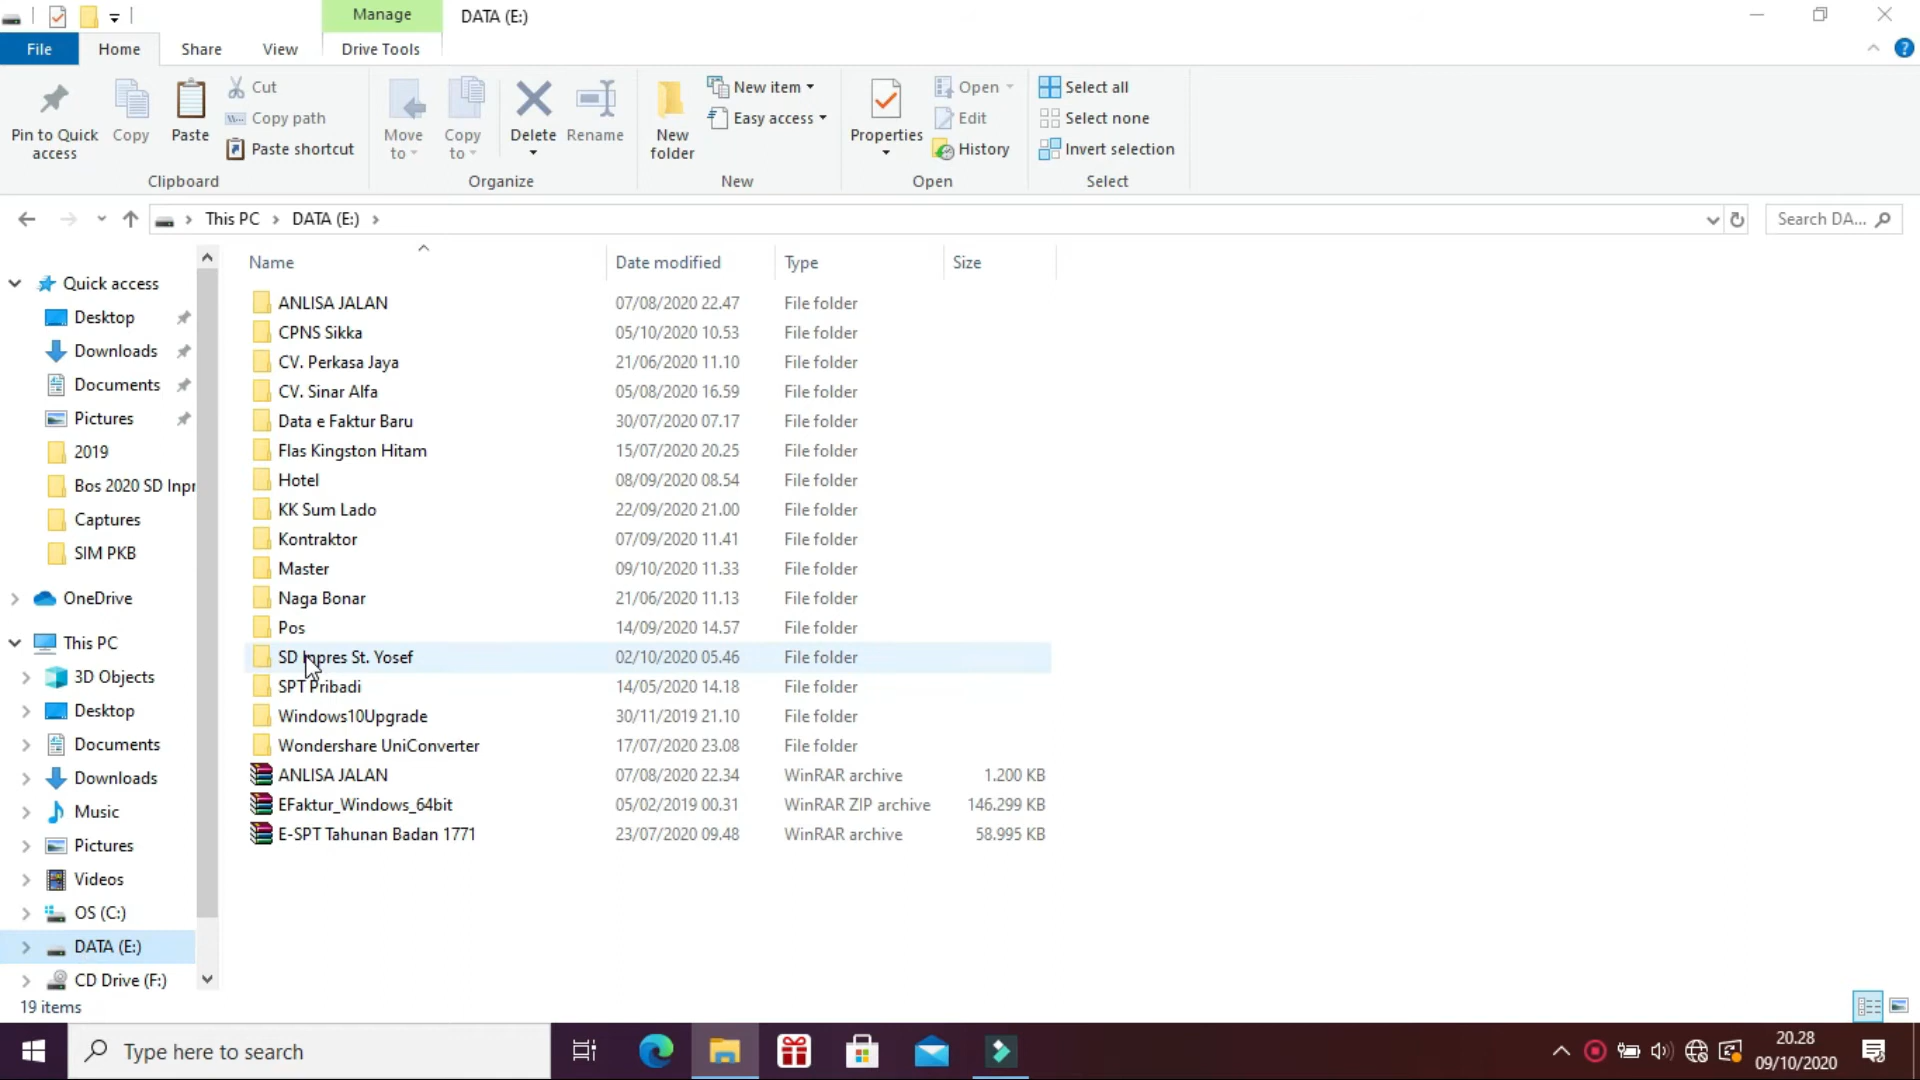 Manage
DATA (E:)
File
Home
Share
View
Drive Tools
Pin to Quick access
Copy
Paste
Cut
Copy path
Paste shortcut
Clipboard
Move to
Copy to
Delete
Rename
Organize
New folder
New item
Easy access
New
Properties
Open
Edit
History
Open
Select all
Select none
Invert selection
Select
This PC > DATA (E:) >
Search DA...
Quick access
Desktop
Downloads
Documents
Pictures
2019
Bos 2020 SD Inpr
Captures
SIM PKB
OneDrive
This PC
3D Objects
Desktop
Documents
Downloads
Music
Pictures
Videos
OS (C:)
DATA (E:)
CD Drive (F:)
Name Date modified Type Size
ANLISA JALAN 07/08/2020 22.47 File folder
CPNS Sikka 05/10/2020 10.53 File folder
CV. Perkasa Jaya 21/06/2020 11.10 File folder
CV. Sinar Alfa 05/08/2020 16.59 File folder
Data e Faktur Baru 30/07/2020 07.17 File folder
Flas Kingston Hitam 15/07/2020 20.25 File folder
Hotel 08/09/2020 08.54 File folder
KK Sum Lado 22/09/2020 21.00 File folder
Kontraktor 07/09/2020 11.41 File folder
Master 09/10/2020 11.33 File folder
Naga Bonar 21/06/2020 11.13 File folder
Pos 14/09/2020 14.57 File folder
SD Inpres St. Yosef 02/10/2020 05.46 File folder
SPT Pribadi 14/05/2020 14.18 File folder
Windows10Upgrade 30/11/2019 21.10 File folder
Wondershare UniConverter 17/07/2020 23.08 File folder
ANLISA JALAN 07/08/2020 22.34 WinRAR archive 1.200 KB
EFaktur_Windows_64bit 05/02/2019 00.31 WinRAR ZIP archive 146.299 KB
E-SPT Tahunan Badan 1771 23/07/2020 09.48 WinRAR archive 58.995 KB
19 items
Type here to search
20.28
09/10/2020